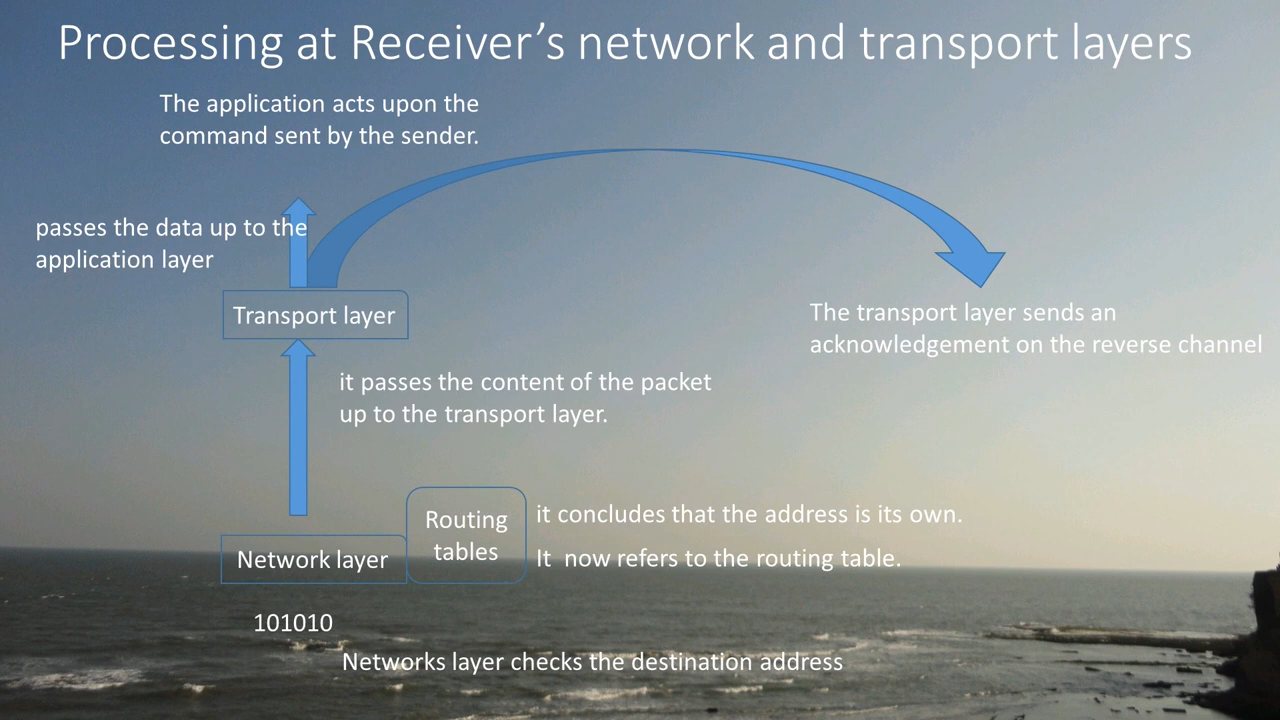 Processing at Receiver’s network and transport layers
The application acts upon the
command sent by the sender.
passes the data up to the
application layer
Transport layer
The transport layer sends an
acknowledgement on the reverse channel
it passes the content of the packet
up to the transport layer.
Routing
tables
it concludes that the address is its own.
Network layer
It  now refers to the routing table.
101010
Networks layer checks the destination address